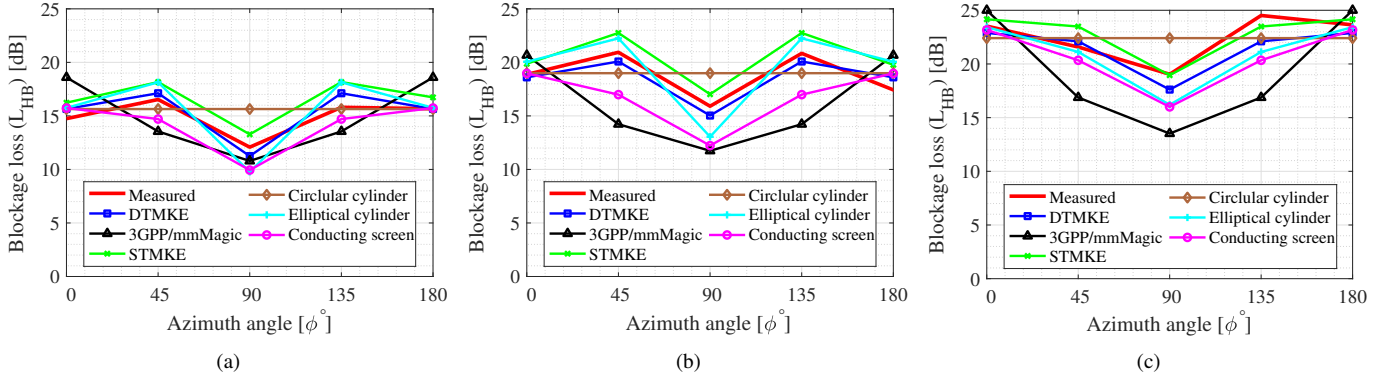 25
20
15
10
5
0
Blockage loss (L_HB) [dB]
Measured
DTMKE
3GPP/mmMagic
STMKE
Circlular cylinder
Elliptical cylinder
Conducting screen
0 45 90 135 180
Azimuth angle [ϕ°]
(a)
25
20
15
10
5
0
Blockage loss (L_HB) [dB]
Measured
DTMKE
3GPP/mmMagic
STMKE
Circlular cylinder
Elliptical cylinder
Conducting screen
0 45 90 135 180
Azimuth angle [ϕ°]
(b)
25
20
15
10
5
0
Blockage loss (L_HB) [dB]
Measured
DTMKE
3GPP/mmMagic
STMKE
Circlular cylinder
Elliptical cylinder
Conducting screen
0 45 90 135 180
Azimuth angle [ϕ°]
(c)